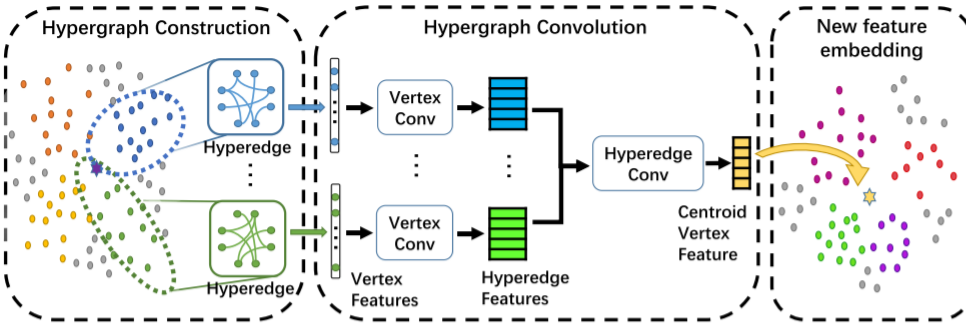 Hypergraph Construction
Hypergraph Convolution
New feature
embedding
Hyperedge
Vertex
Conv
Hyperedge
Conv
Vertex
Conv
Hyperedge
Vertex
Features
Hyperedge
Features
Centroid
Vertex
Feature